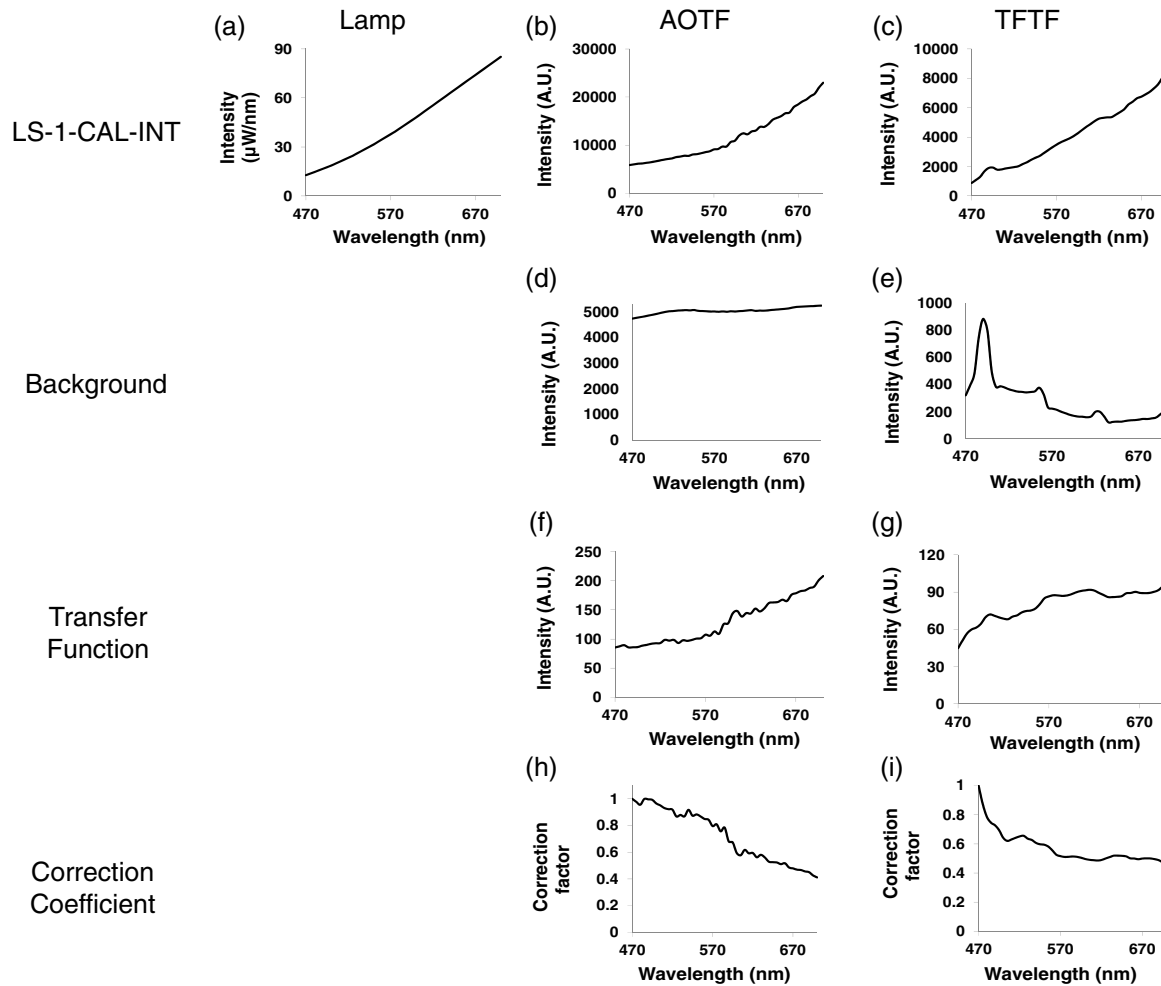 Lamp
AOTF
TFTF
LS-1-CAL-INT
(a)
Intensity
(µW/nm)
90
60
30
0
470
570
670
Wavelength (nm)
(b)
Intensity (A.U.)
30000
20000
10000
0
470
570
670
Wavelength (nm)
(c)
Intensity (A.U.)
10000
8000
6000
4000
2000
0
470
570
670
Wavelength (nm)
Background
(d)
Intensity (A.U.)
5000
4000
3000
2000
1000
0
470
570
670
Wavelength (nm)
(e)
Intensity (A.U.)
1000
800
600
400
200
0
470
570
670
Wavelength (nm)
Transfer
Function
(f)
Intensity (A.U.)
250
200
150
100
50
0
470
570
670
Wavelength (nm)
(g)
Intensity (A.U.)
120
90
60
30
0
470
570
670
Wavelength (nm)
Correction
Coefficient
(h)
Correction
factor
1
0.8
0.6
0.4
0.2
0
470
570
670
Wavelength (nm)
(i)
Correction
factor
1
0.8
0.6
0.4
0.2
0
470
570
670
Wavelength (nm)